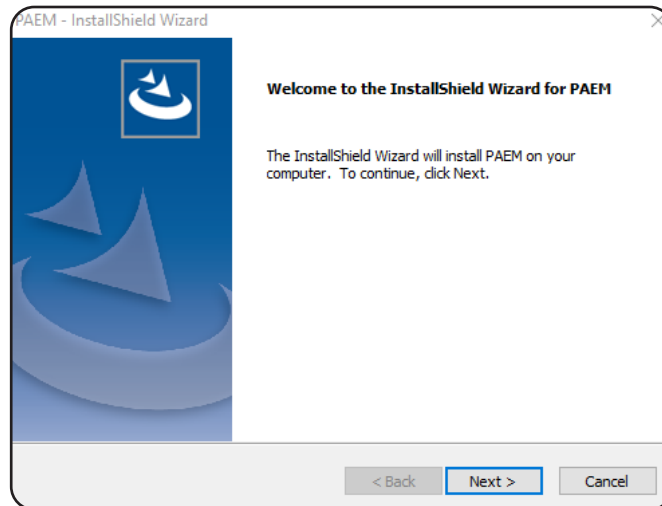 PAEM - InstallShield Wizard
Welcome to the InstallShield Wizard for PAEM
The InstallShield Wizard will install PAEM on your
computer. To continue, click Next.
< Back
Next >
Cancel